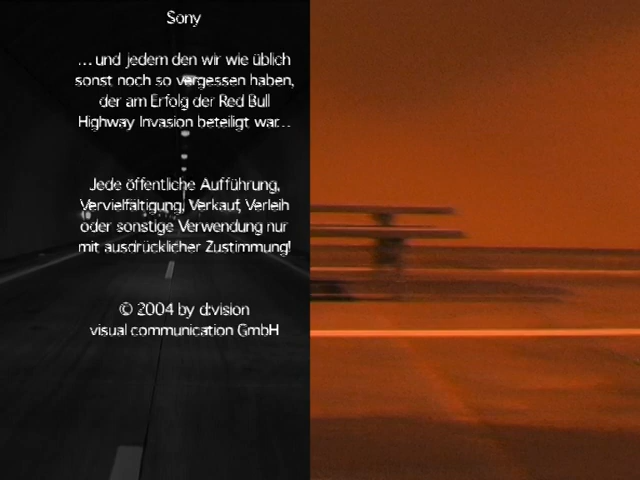 Sony
... und jedem den wir wie üblich
sonst noch so vergessen haben,
der am Erfolg der Red Bull
Highway Invasion beteiligt war...
Jede öffentliche Aufführung,
Vervielfältigung, Verkauf, Verleih
oder sonstige Verwendung nur
mit ausdrücklicher Zustimmung!
© 2004 by d:vision
visual communication GmbH